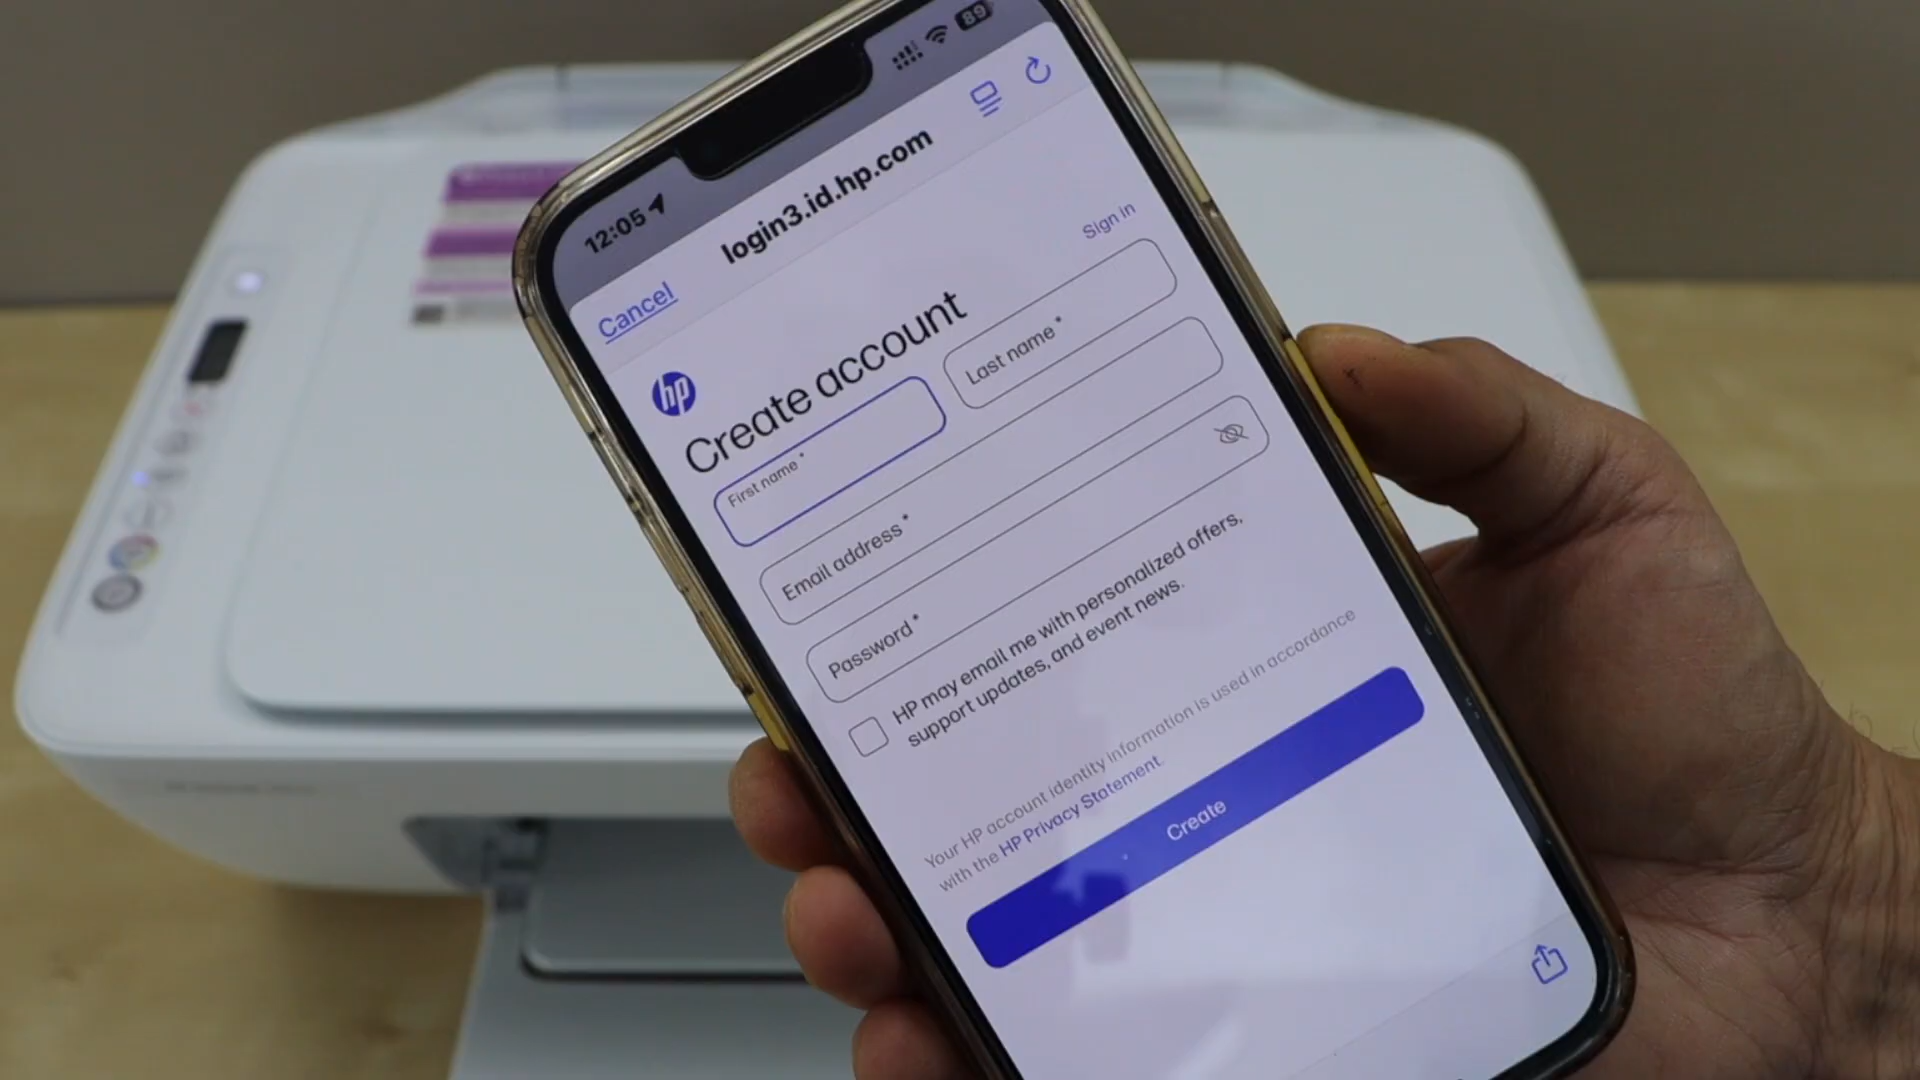 12:05
89
Cancel
login3.id.hp.com
Sign in
hp
Create account
First name *
Last name *
Email address *
Password *
HP may email me with personalized offers,
support updates, and event news.
Your HP account identity information is used in accordance
with the HP Privacy Statement.
Create